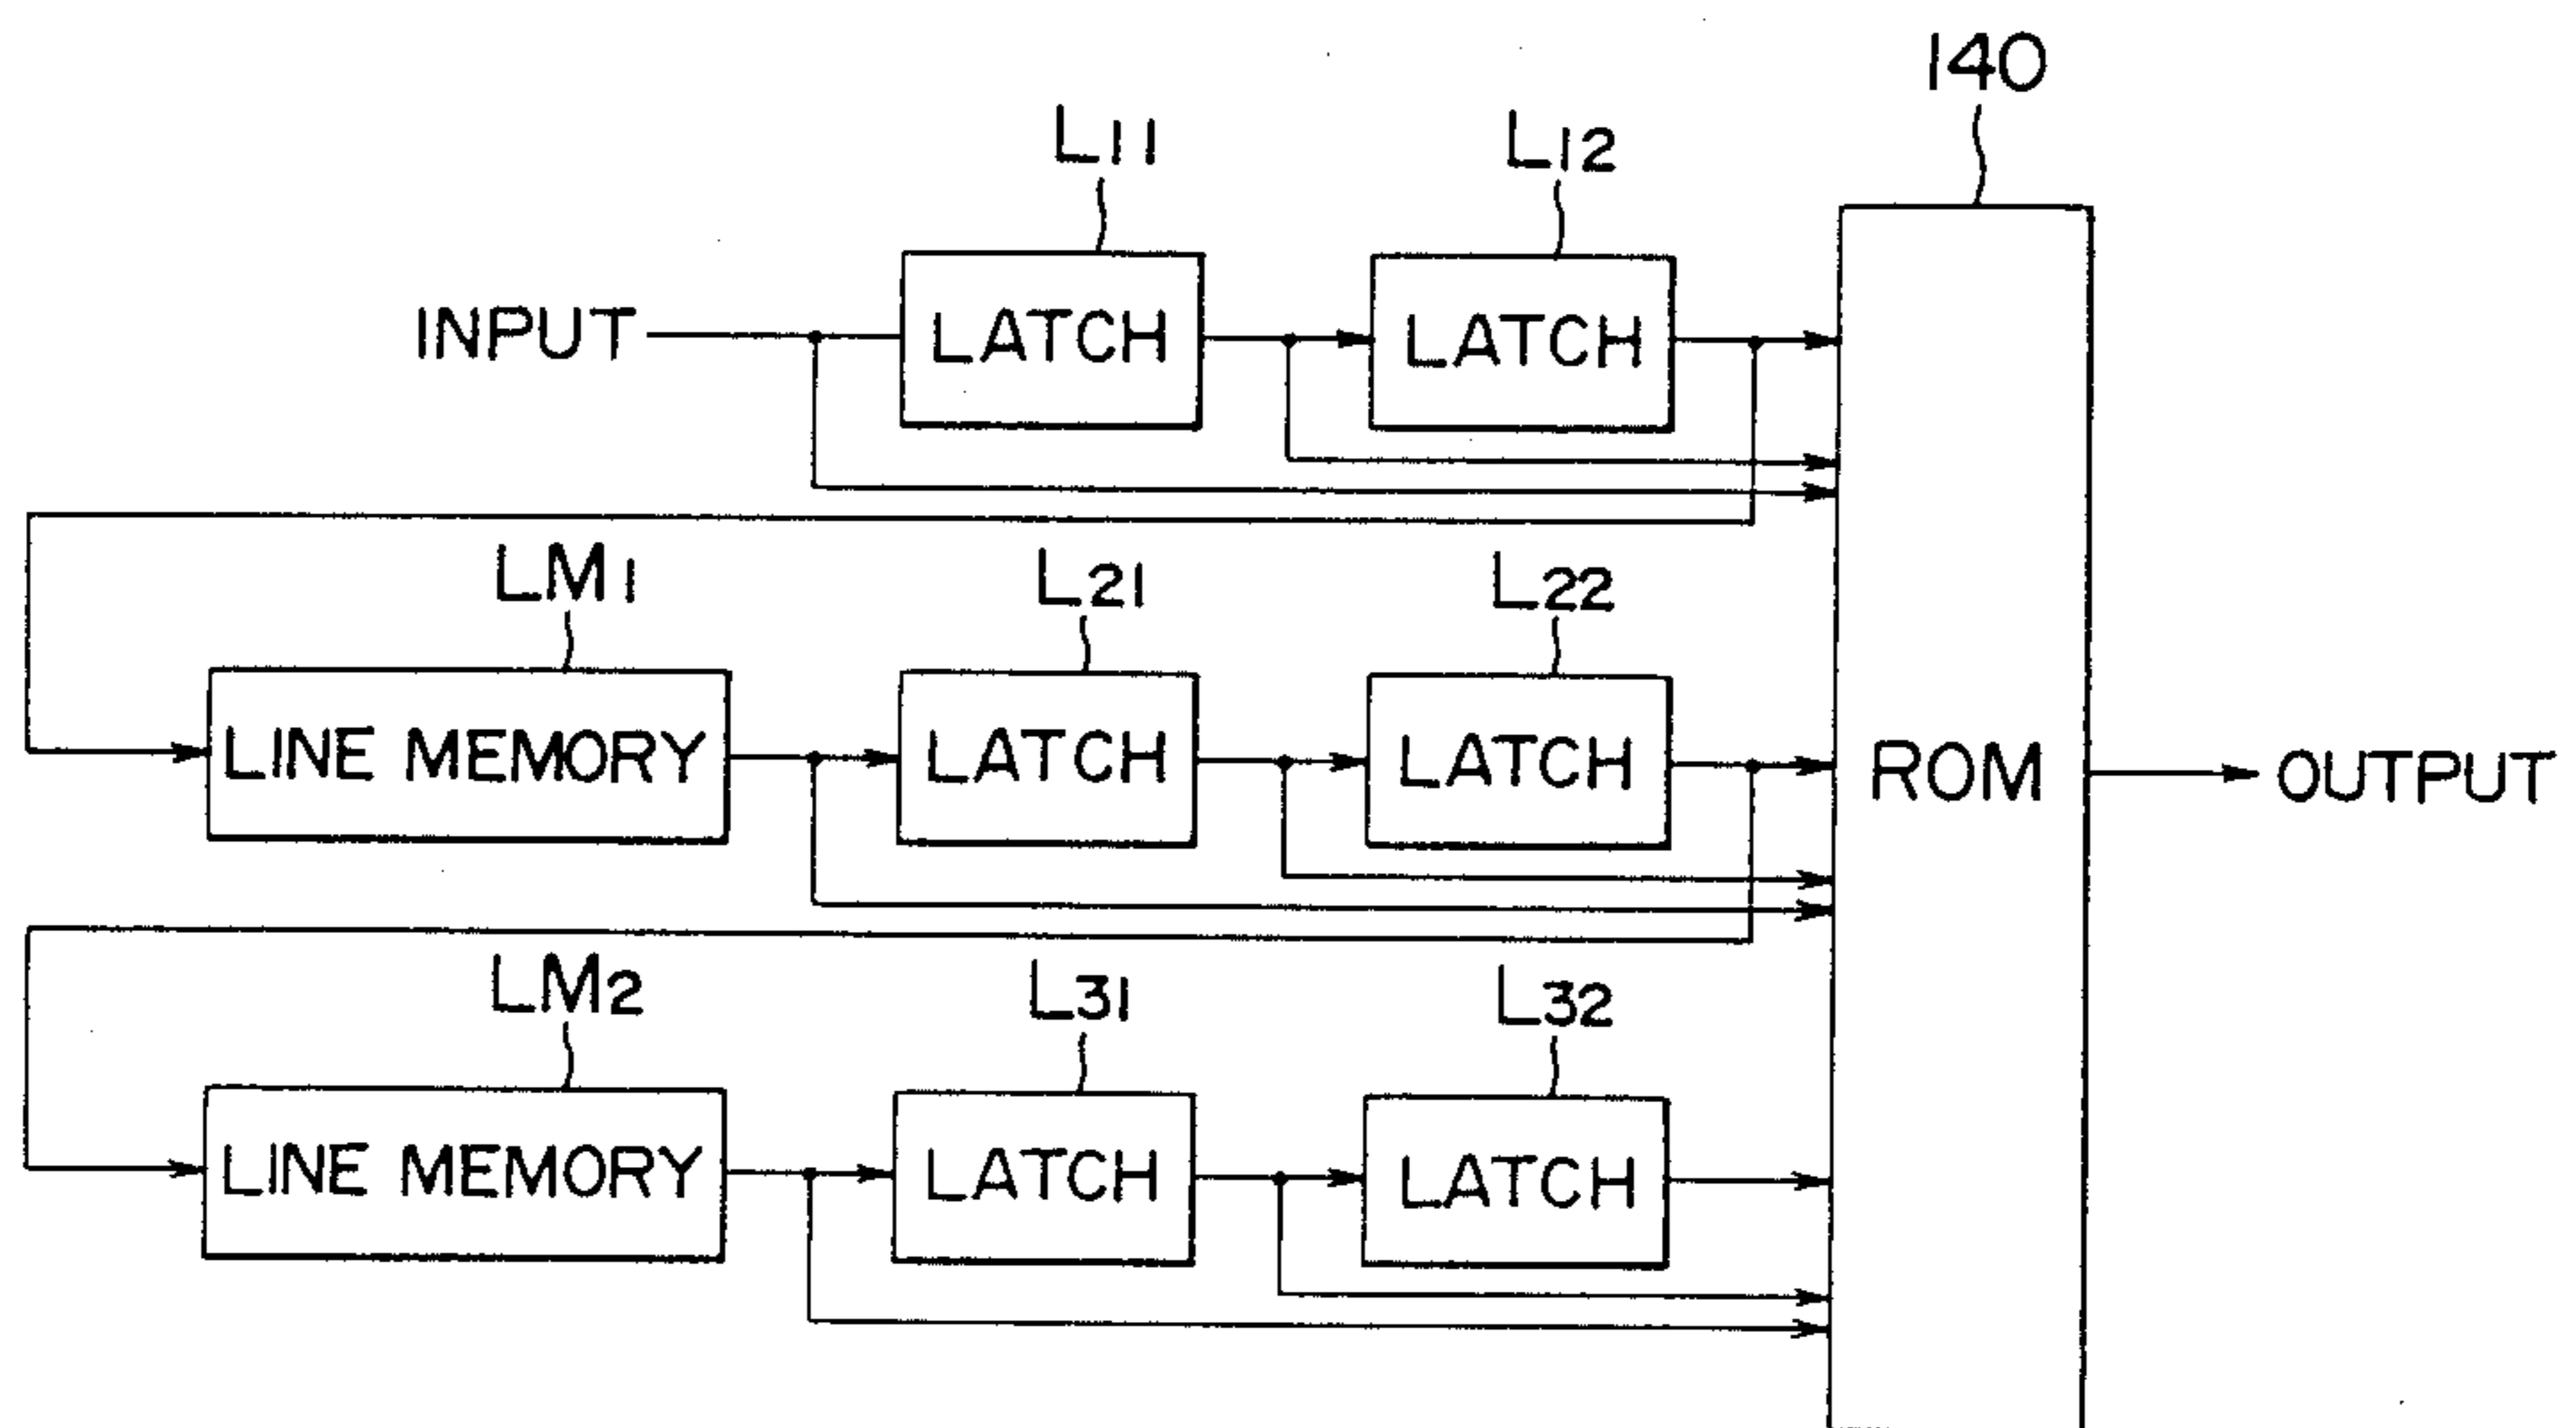 140
L11
L12
INPUT
LATCH
LATCH
LM1
L21
L22
LINE MEMORY
LATCH
LATCH
ROM
OUTPUT
LM2
L31
L32
LINE MEMORY
LATCH
LATCH